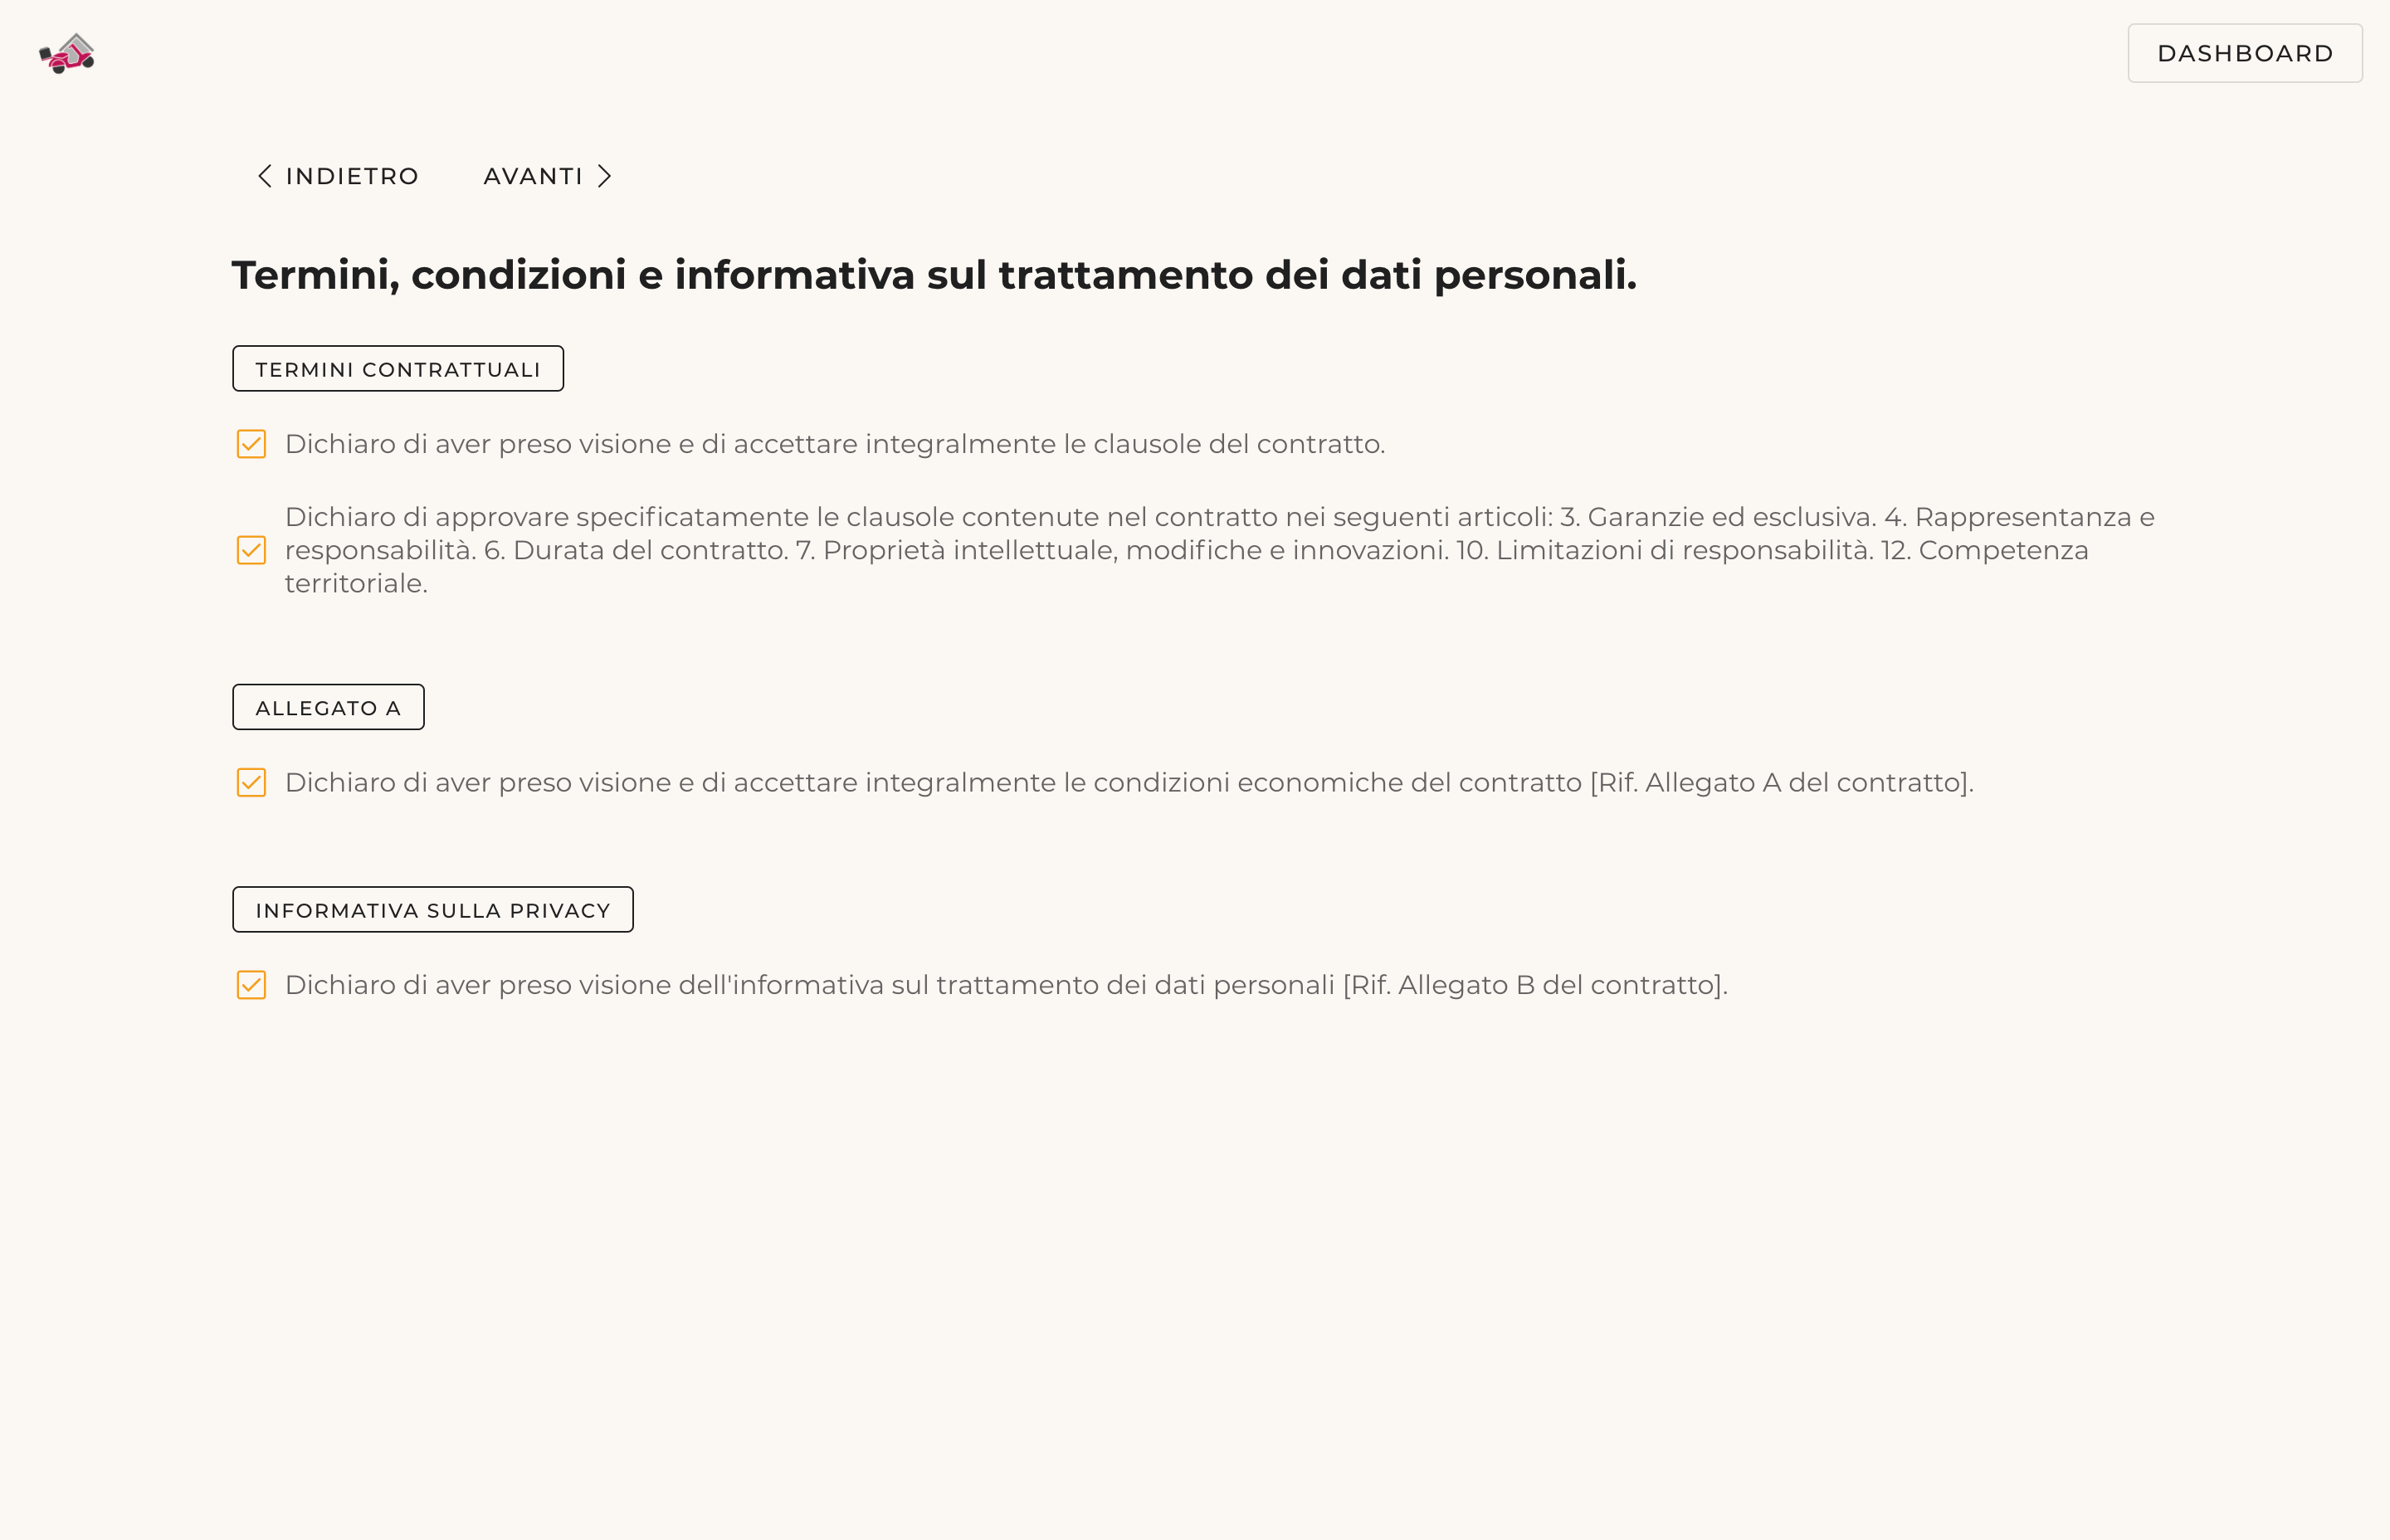 DASHBOARD
INDIETRO
AVANTI
Termini, condizioni e informativa sul trattamento dei dati personali.
TERMINI CONTRATTUALI
Dichiaro di aver preso visione e di accettare integralmente le clausole del contratto.
Dichiaro di approvare specificatamente le clausole contenute nel contratto nei seguenti articoli: 3. Garanzie ed esclusiva. 4. Rappresentanza e
responsabilità. 6. Durata del contratto. 7. Proprietà intellettuale, modifiche e innovazioni. 10. Limitazioni di responsabilità. 12. Competenza
territoriale.
ALLEGATO A
Dichiaro di aver preso visione e di accettare integralmente le condizioni economiche del contratto [Rif. Allegato A del contratto].
INFORMATIVA SULLA PRIVACY
Dichiaro di aver preso visione dell'informativa sul trattamento dei dati personali [Rif. Allegato B del contratto].